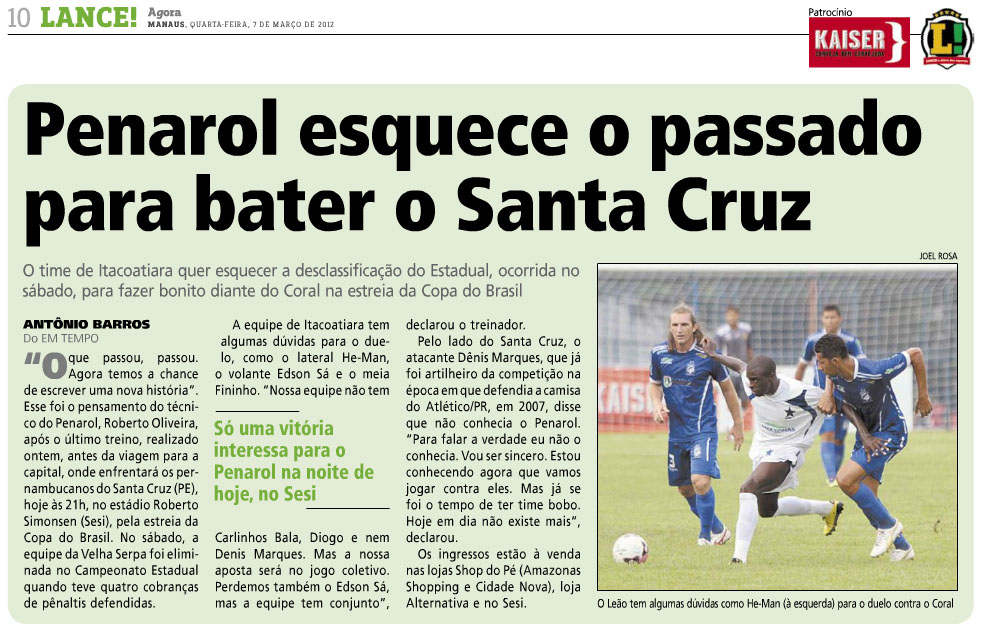 10 LANCE! Agora
MANAUS, QUARTA-FEIRA, 7 DE MARÇO DE 2012
Patrocínio
KAISER
L!
Penarol esquece o passado
para bater o Santa Cruz
O time de Itacoatiara quer esquecer a desclassificação do Estadual, ocorrida no
sábado, para fazer bonito diante do Coral na estreia da Copa do Brasil
ANTÔNIO BARROS
Do EM TEMPO
“O que passou, passou.
Agora temos a chance
de escrever uma nova história”.
Esse foi o pensamento do técni-
co do Penarol, Roberto Oliveira,
após o último treino, realizado
ontem, antes da viagem para a
capital, onde enfrentará os per-
nambucanos do Santa Cruz (PE),
hoje às 21h, no estádio Roberto
Simonsen (Sesi), pela estreia da
Copa do Brasil. No sábado, a
equipe da Velha Serpa foi elimi-
nada no Campeonato Estadual
quando teve quatro cobranças
de pênaltis defendidas.
A equipe de Itacoatiara tem
algumas dúvidas para o due-
lo, como o lateral He-Man,
o volante Edson Sá e o meia
Fininho. “Nossa equipe não tem
Só uma vitória
interessa para o
Penarol na noite de
hoje, no Sesi
Carlinhos Bala, Diogo e nem
Denis Marques. Mas a nossa
aposta será no jogo coletivo.
Perdemos também o Edson Sá,
mas a equipe tem conjunto”,
declarou o treinador.
Pelo lado do Santa Cruz, o
atacante Dênis Marques, que já
foi artilheiro da competição na
época em que defendia a camisa
do Atlético/PR, em 2007, disse
que não conhecia o Penarol.
“Para falar a verdade eu não o
conhecia. Vou ser sincero. Estou
conhecendo agora que vamos
jogar contra eles. Mas já se
foi o tempo de ter time bobo.
Hoje em dia não existe mais”,
declarou.
Os ingressos estão à venda
nas lojas Shop do Pé (Amazonas
Shopping e Cidade Nova), loja
Alternativa e no Sesi.
JOEL ROSA
KAISER
3
O Leão tem algumas dúvidas como He-Man (à esquerda) para o duelo contra o Coral